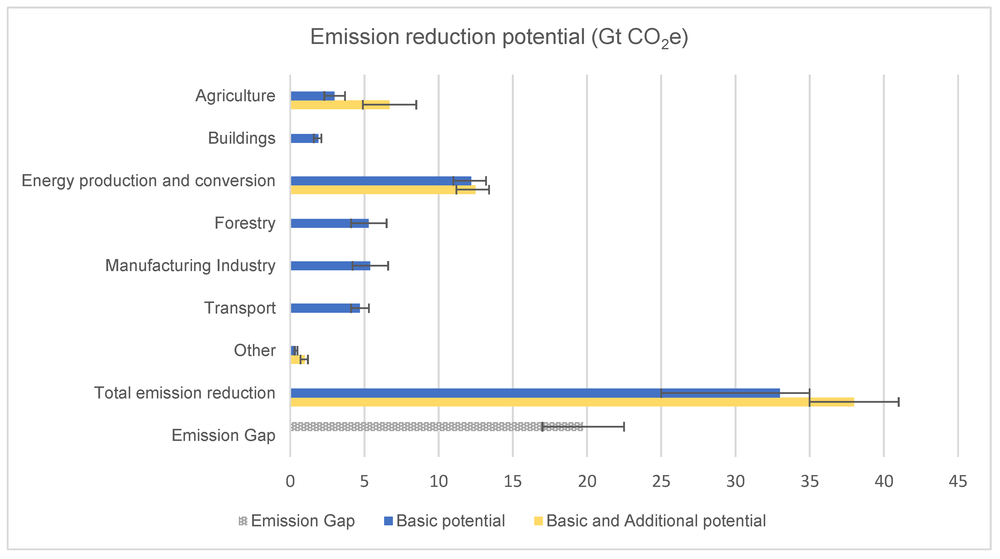 Emission reduction potential (Gt CO₂e)
Agriculture
Buildings
Energy production and conversion
Forestry
Manufacturing Industry
Transport
Other
Total emission reduction
Emission Gap
0 5 10 15 20 25 30 35 40 45
Emission Gap Basic potential Basic and Additional potential